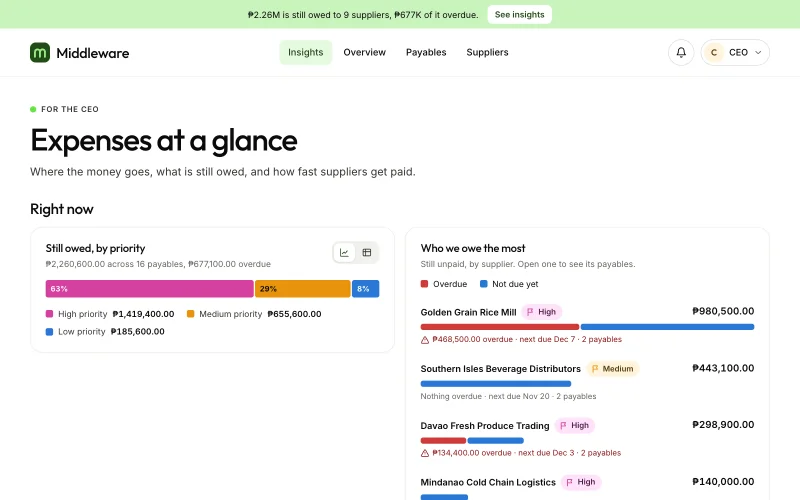 ₱2.26M is still owed to 9 suppliers, ₱677K of it overdue. See insights
Middleware
Insights Overview Payables Suppliers
C CEO
FOR THE CEO
Expenses at a glance
Where the money goes, what is still owed, and how fast suppliers get paid.
Right now
Still owed, by priority
₱2,260,600.00 across 16 payables, ₱677,100.00 overdue
63% 29% 8%
High priority ₱1,419,400.00 Medium priority ₱655,600.00
Low priority ₱185,600.00
Who we owe the most
Still unpaid, by supplier. Open one to see its payables.
Overdue Not due yet
Golden Grain Rice Mill High ₱980,500.00
₱468,500.00 overdue · next due Dec 7 · 2 payables
Southern Isles Beverage Distributors Medium ₱443,100.00
Nothing overdue · next due Nov 20 · 2 payables
Davao Fresh Produce Trading High ₱298,900.00
₱134,400.00 overdue · next due Dec 3 · 2 payables
Mindanao Cold Chain Logistics High ₱140,000.00